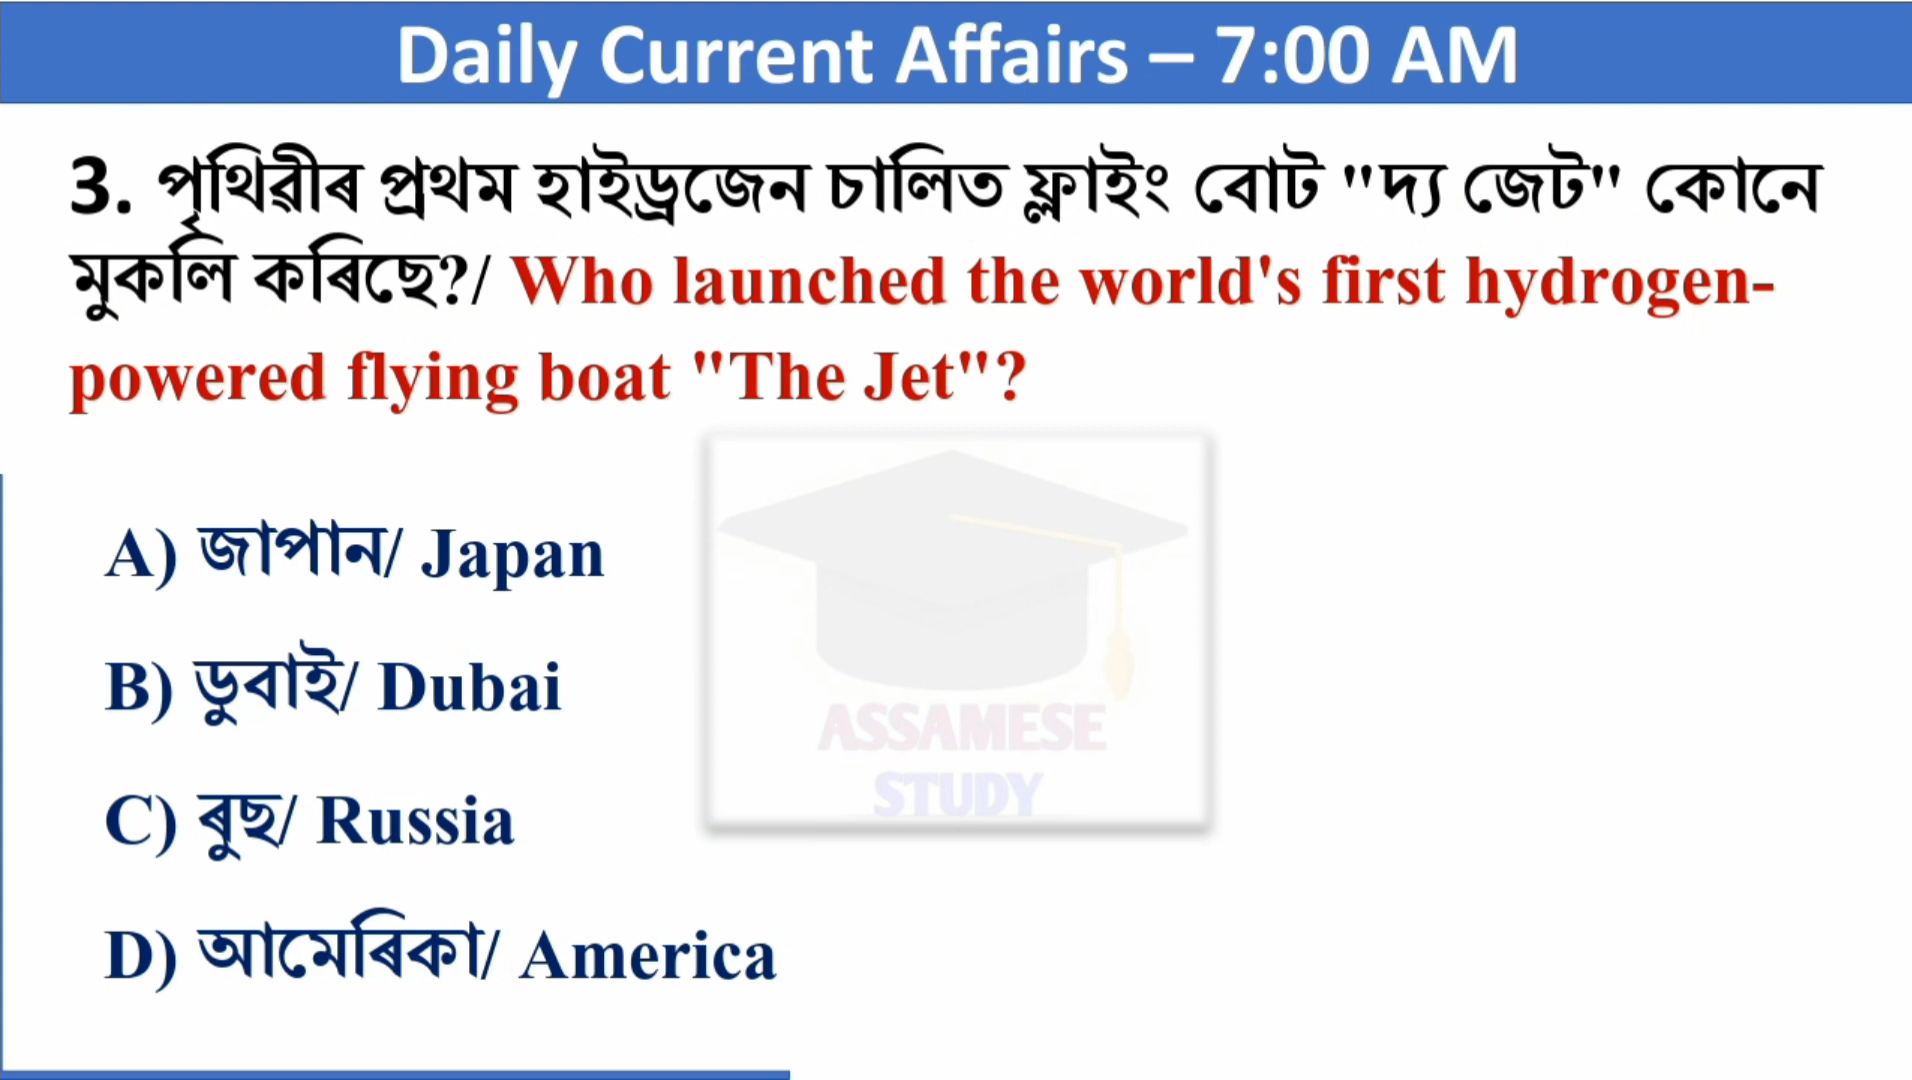 Daily Current Affairs – 7:00 AM
3. পৃথিৱীৰ প্ৰথম হাইড্ৰজেন চালিত ফ্লাইং বোট "দ্য জেট" কোনে
মুকলি কৰিছে?/ Who launched the world's first hydrogen-
powered flying boat "The Jet"?
A) জাপান/ Japan
B) ডুবাই/ Dubai
C) ৰুছ/ Russia
D) আমেৰিকা/ America
ASSAMESE
STUDY